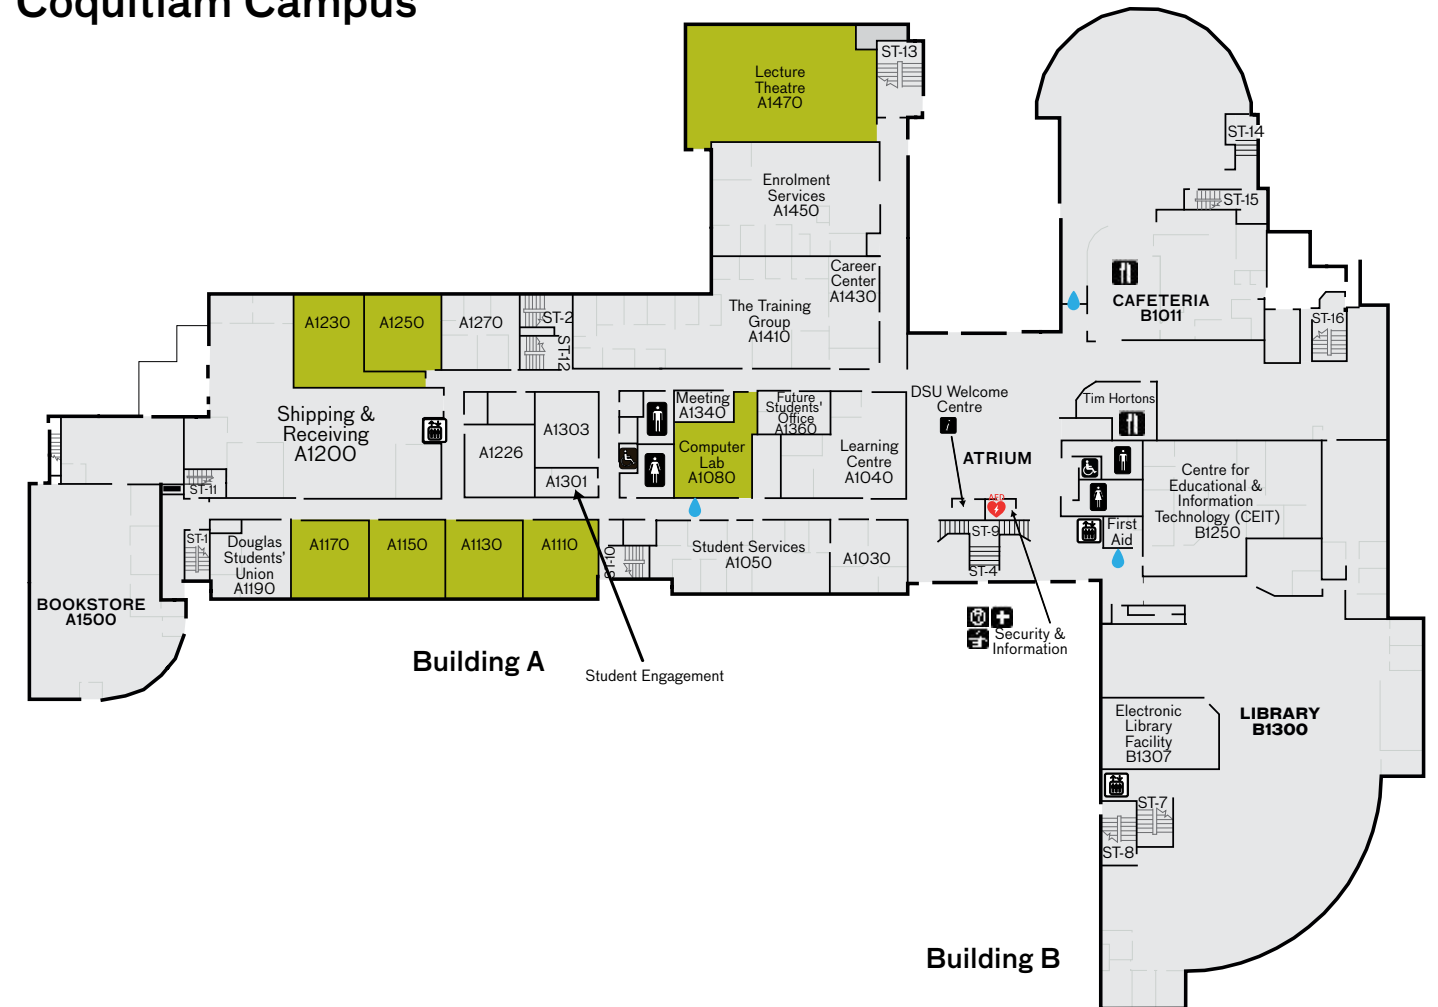 Coquitlam Campus
Lecture
Theatre
A1470
ST-13
ST-14
ST-15
Enrolment
Services
A1450
Career
Center
A1430
The Training
Group
A1410
CAFETERIA
B1011
ST-16
A1230
A1250
A1270
ST-2
ST-12
Shipping &
Receiving
A1200
A1303
A1226
A1301
Meeting
A1340
Computer
Lab
A1080
Future
Students'
Office
A1360
Learning
Centre
A1040
DSU Welcome
Centre
i
ATRIUM
Tim Hortons
Centre for
Educational &
Information
Technology (CEIT)
B1250
First
Aid
AED
ST-9
ST-4
ST-11
ST-1
Douglas
Students'
Union
A1190
A1170
A1150
A1130
A1110
ST-10
Student Services
A1050
A1030
BOOKSTORE
A1500
Security &
Information
Building A
Student Engagement
Electronic
Library
Facility
B1307
LIBRARY
B1300
ST-7
ST-8
Building B